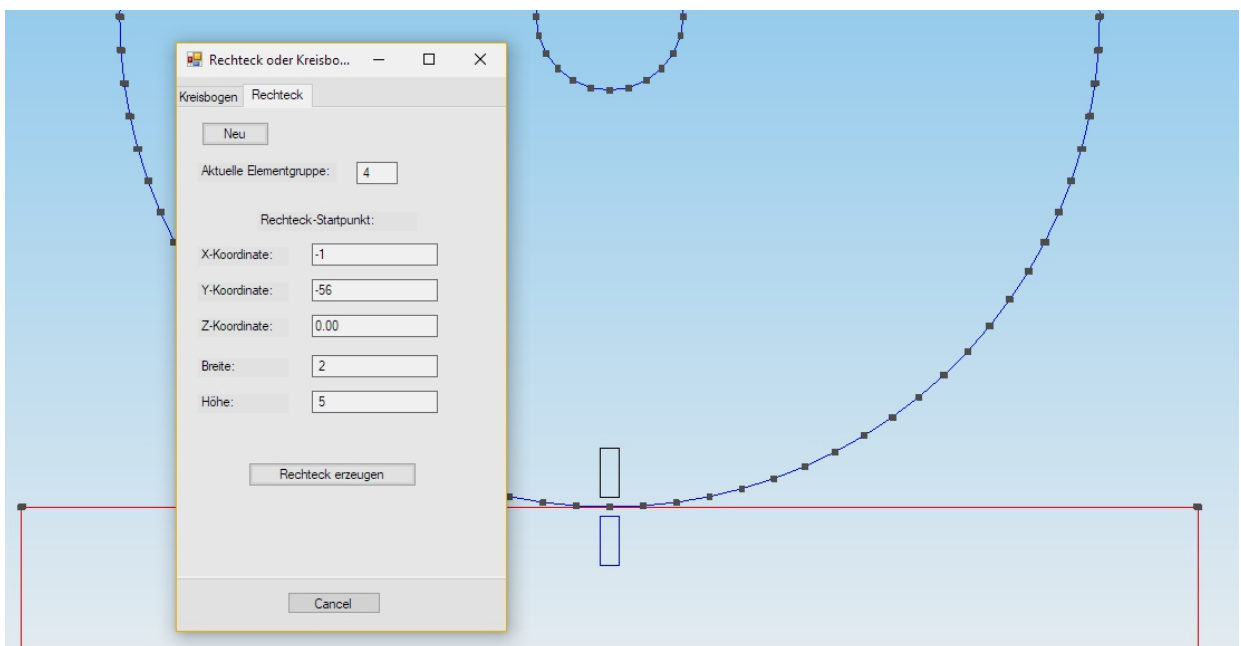 Rechteck oder Kreisbo...
Kreisbogen Rechteck
Neu
Aktuelle Elementgruppe: 4
Rechteck-Startpunkt:
X-Koordinate: -1
Y-Koordinate: -56
Z-Koordinate: 0.00
Breite: 2
Höhe: 5
Rechteck erzeugen
Cancel